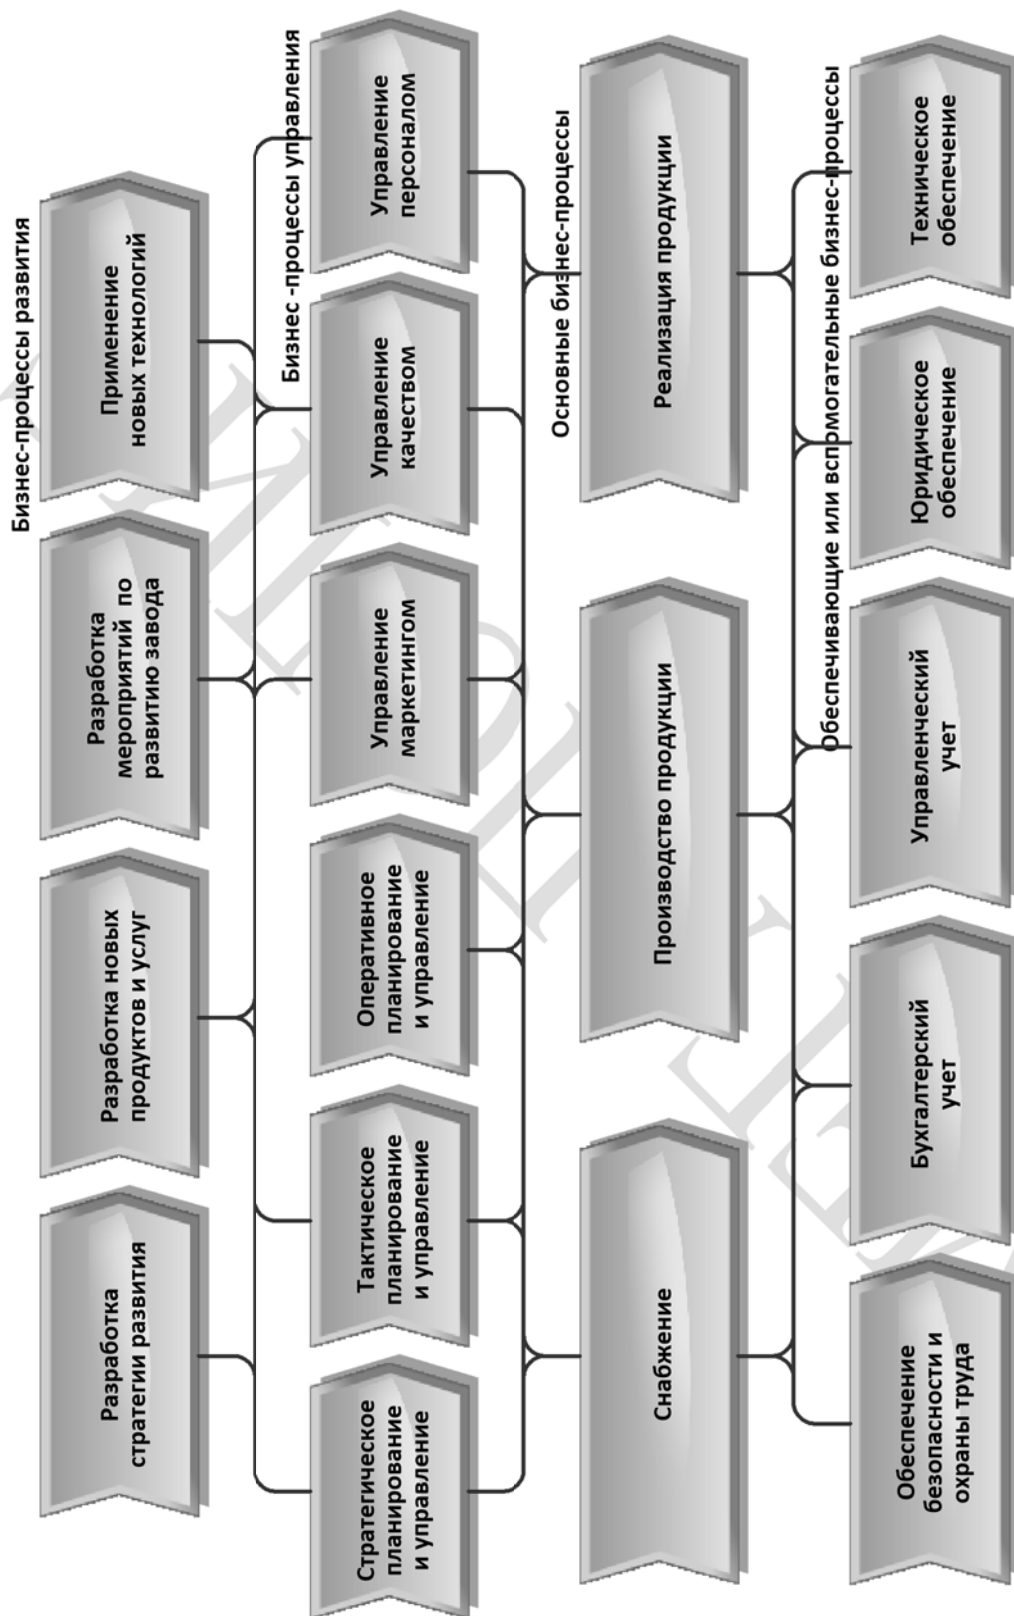 Бизнес-процессы развития
Разработка
стратегии развития
Разработка новых
продуктов и услуг
Разработка
мероприятий по
развитию завода
Применение
новых технологий
Бизнес -процессы управления
Стратегическое
планирование
и управление
Тактическое
планирование
и управление
Оперативное
планирование
и управление
Управление
маркетингом
Управление
качеством
Управление
персоналом
Основные бизнес-процессы
Снабжение
Производство продукции
Реализация продукции
Обеспечивающие или вспомогательные бизнес-процессы
Обеспечение
безопасности и
охраны труда
Бухгалтерский
учет
Управленческий
учет
Юридическое
обеспечение
Техническое
обеспечение